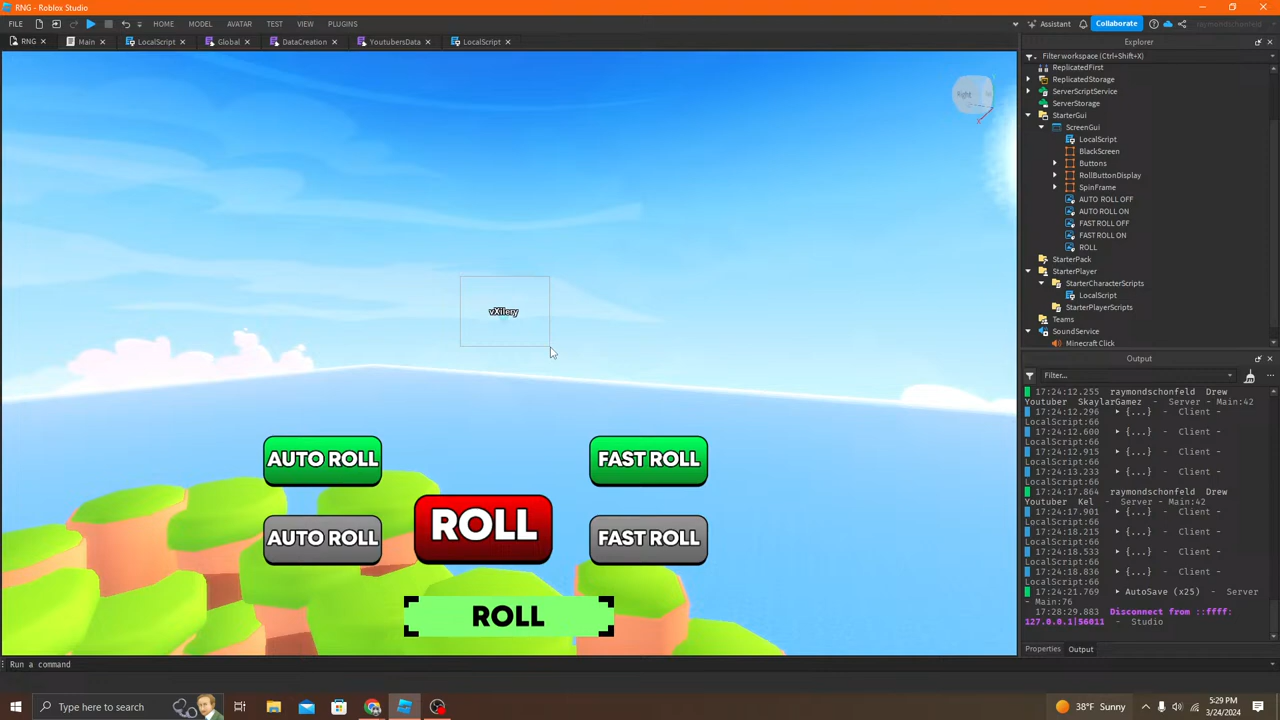 RNG - Roblox Studio
FILE HOME MODEL AVATAR TEST VIEW PLUGINS Assistant Collaborate raymondschonfeld
RNG Main LocalScript Global DataCreation YoutubersData LocalScript
Explorer
Filter workspace (Ctrl+Shift+X)
ReplicatedFirst
ReplicatedStorage
ServerScriptService
ServerStorage
StarterGui
ScreenGui
LocalScript
BlackScreen
Buttons
RollButtonDisplay
SpinFrame
AUTO ROLL OFF
AUTO ROLL ON
FAST ROLL OFF
FAST ROLL ON
ROLL
StarterPack
StarterPlayer
StarterCharacterScripts
LocalScript
StarterPlayerScripts
Teams
SoundService
Minecraft Click
Right
vXilery
AUTO ROLL
FAST ROLL
AUTO ROLL
ROLL
FAST ROLL
ROLL
Output
Filter...
17:24:12.255 raymondschonfeld Drew
Youtuber SkaylarGamez - Server - Main:42
17:24:12.296 ▶ {...} - Client -
LocalScript:66
17:24:12.600 ▶ {...} - Client -
LocalScript:66
17:24:12.915 ▶ {...} - Client -
LocalScript:66
17:24:13.233 ▶ {...} - Client -
LocalScript:66
17:24:17.864 raymondschonfeld Drew
Youtuber Kel - Server - Main:42
17:24:17.901 ▶ {...} - Client -
LocalScript:66
17:24:18.215 ▶ {...} - Client -
LocalScript:66
17:24:18.533 ▶ {...} - Client -
LocalScript:66
17:24:18.836 ▶ {...} - Client -
LocalScript:66
17:24:21.769 ▶ AutoSave (x25) - Server
- Main:76
17:28:29.883 Disconnect from ::ffff:
127.0.0.1|56011 - Studio
Properties Output
Run a command
Type here to search
38°F Sunny
5:29 PM
3/24/2024